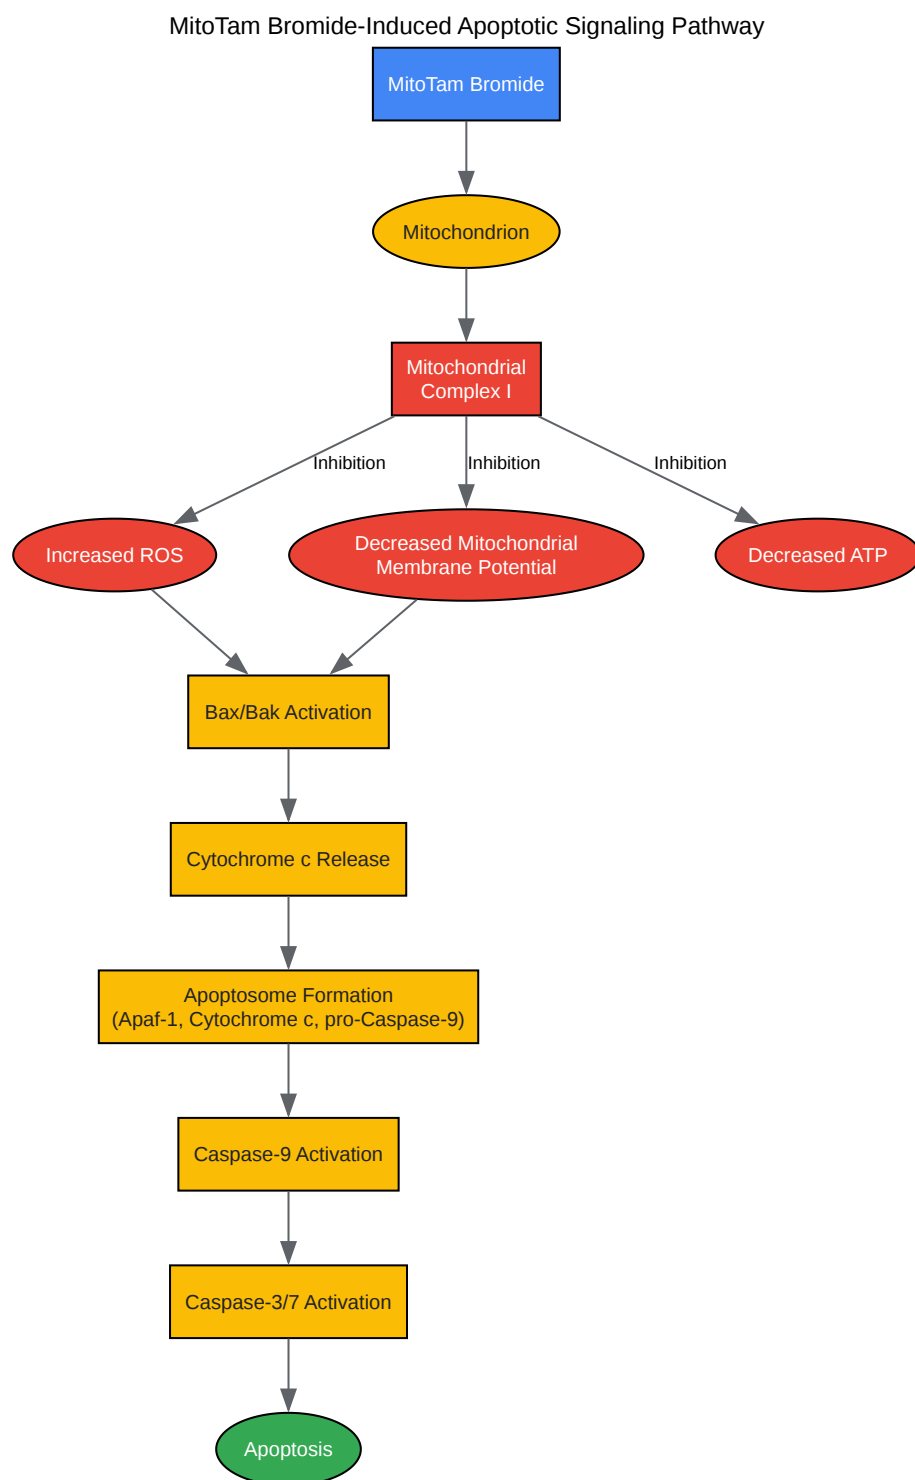 MitoTam Bromide-Induced Apoptotic Signaling Pathway
MitoTam Bromide
Mitochondrion
Mitochondrial
Complex I
Inhibition
Inhibition
Inhibition
Increased ROS
Decreased Mitochondrial
Membrane Potential
Decreased ATP
Bax/Bak Activation
Cytochrome c Release
Apoptosome Formation
(Apaf-1, Cytochrome c, pro-Caspase-9)
Caspase-9 Activation
Caspase-3/7 Activation
Apoptosis